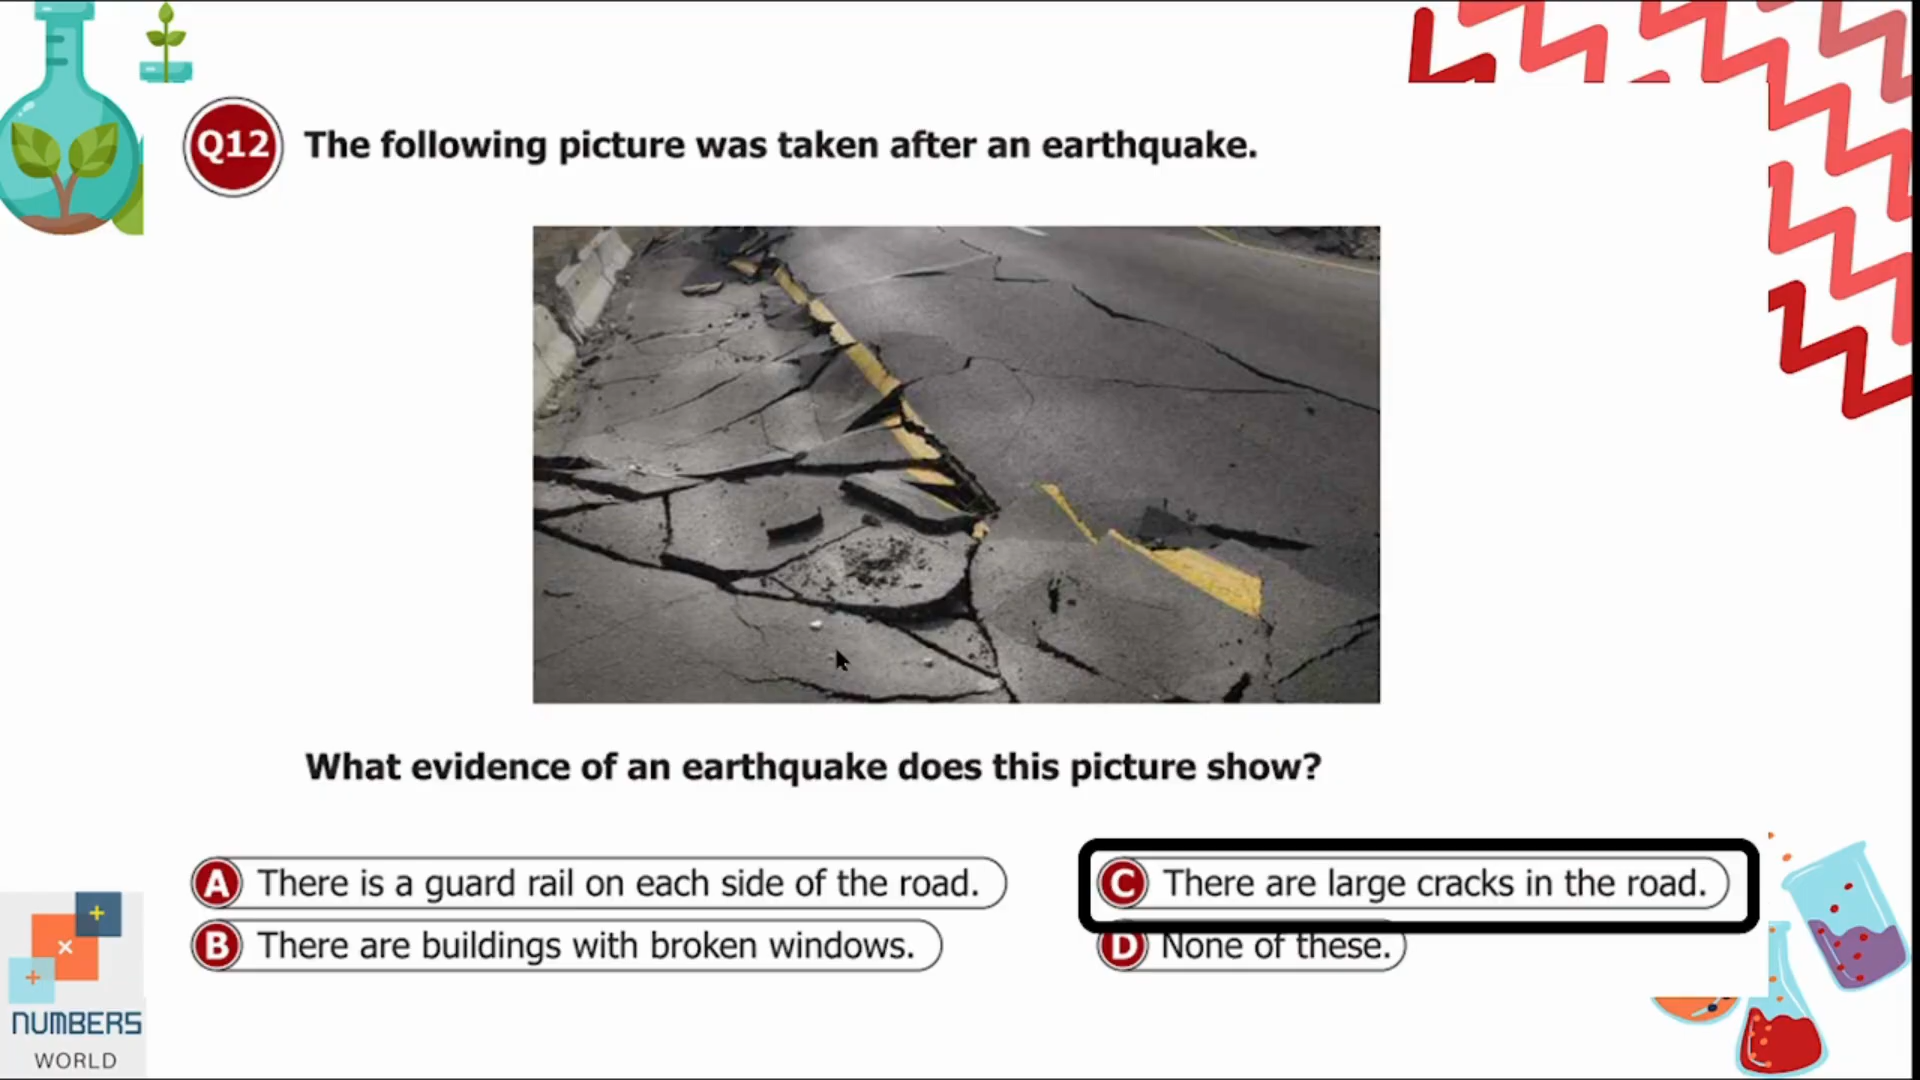 Q12 The following picture was taken after an earthquake.
What evidence of an earthquake does this picture show?
A There is a guard rail on each side of the road.
B There are buildings with broken windows.
C There are large cracks in the road.
D None of these.
NUMBERS
WORLD